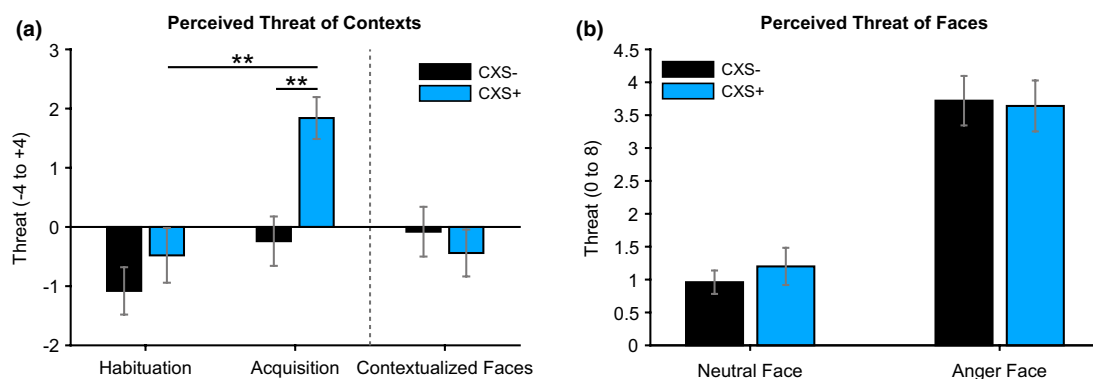 (a)
Perceived Threat of Contexts
3
2
1
0
-1
-2
Threat (-4 to +4)
**
**
CXS-
CXS+
Habituation
Acquisition
Contextualized Faces
(b)
Perceived Threat of Faces
4.5
4
3.5
3
2.5
2
1.5
1
0.5
0
Threat (0 to 8)
CXS-
CXS+
Neutral Face
Anger Face